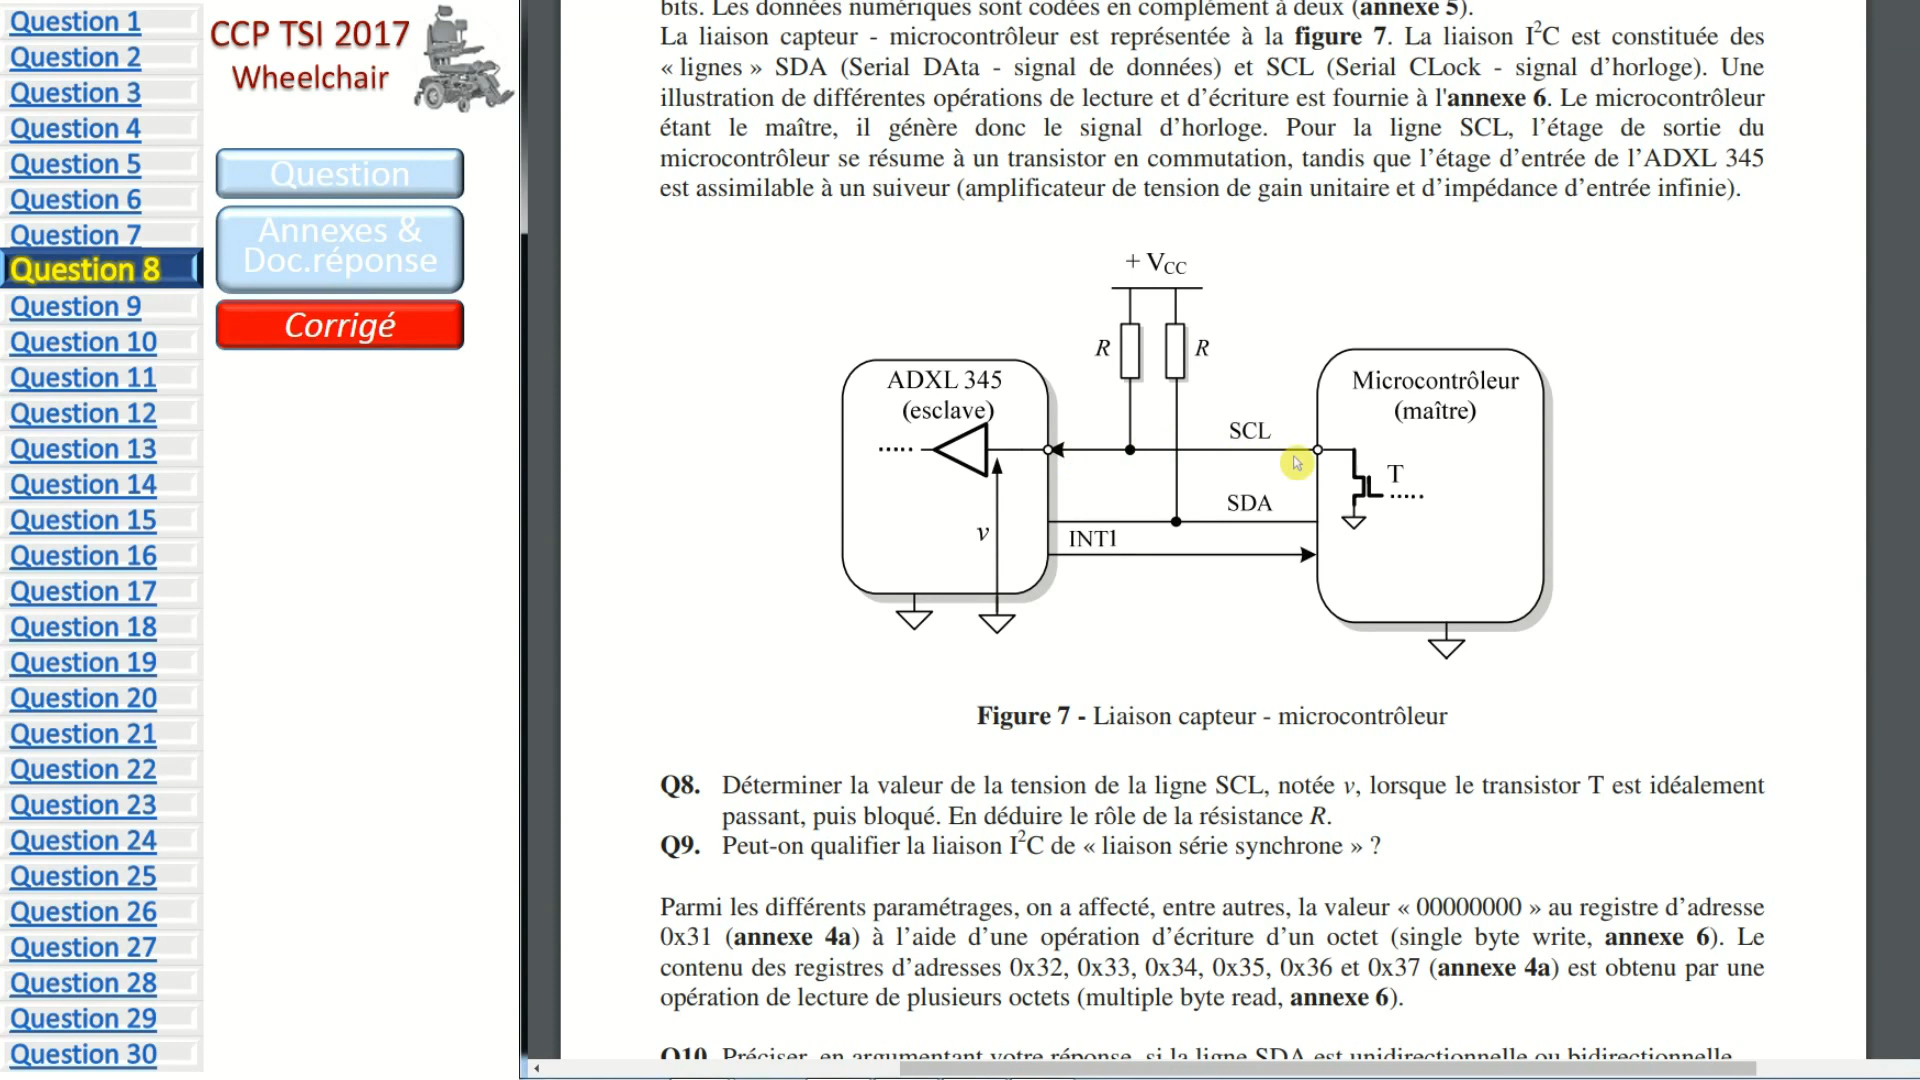 Question 1
Question 2
Question 3
Question 4
Question 5
Question 6
Question 7
Question 8
Question 9
Question 10
Question 11
Question 12
Question 13
Question 14
Question 15
Question 16
Question 17
Question 18
Question 19
Question 20
Question 21
Question 22
Question 23
Question 24
Question 25
Question 26
Question 27
Question 28
Question 29
Question 30
CCP TSI 2017
Wheelchair
Question
Annexes &
Doc.réponse
Corrigé
bits. Les données numériques sont codées en complément à deux (annexe 5).
La liaison capteur - microcontrôleur est représentée à la figure 7. La liaison I²C est constituée des
« lignes » SDA (Serial DAta - signal de données) et SCL (Serial CLock - signal d'horloge). Une
illustration de différentes opérations de lecture et d'écriture est fournie à l'annexe 6. Le microcontrôleur
étant le maître, il génère donc le signal d'horloge. Pour la ligne SCL, l'étage de sortie du
microcontrôleur se résume à un transistor en commutation, tandis que l'étage d'entrée de l'ADXL 345
est assimilable à un suiveur (amplificateur de tension de gain unitaire et d'impédance d'entrée infinie).
+ VCC
R
R
ADXL 345
(esclave)
Microcontrôleur
(maître)
SCL
T
SDA
v
INT1
Figure 7 - Liaison capteur - microcontrôleur
Q8. Déterminer la valeur de la tension de la ligne SCL, notée v, lorsque le transistor T est idéalement
passant, puis bloqué. En déduire le rôle de la résistance R.
Q9. Peut-on qualifier la liaison I²C de « liaison série synchrone » ?
Parmi les différents paramétrages, on a affecté, entre autres, la valeur « 00000000 » au registre d'adresse
0x31 (annexe 4a) à l'aide d'une opération d'écriture d'un octet (single byte write, annexe 6). Le
contenu des registres d'adresses 0x32, 0x33, 0x34, 0x35, 0x36 et 0x37 (annexe 4a) est obtenu par une
opération de lecture de plusieurs octets (multiple byte read, annexe 6).
Q10. Préciser, en argumentant votre réponse, si la ligne SDA est unidirectionnelle ou bidirectionnelle.